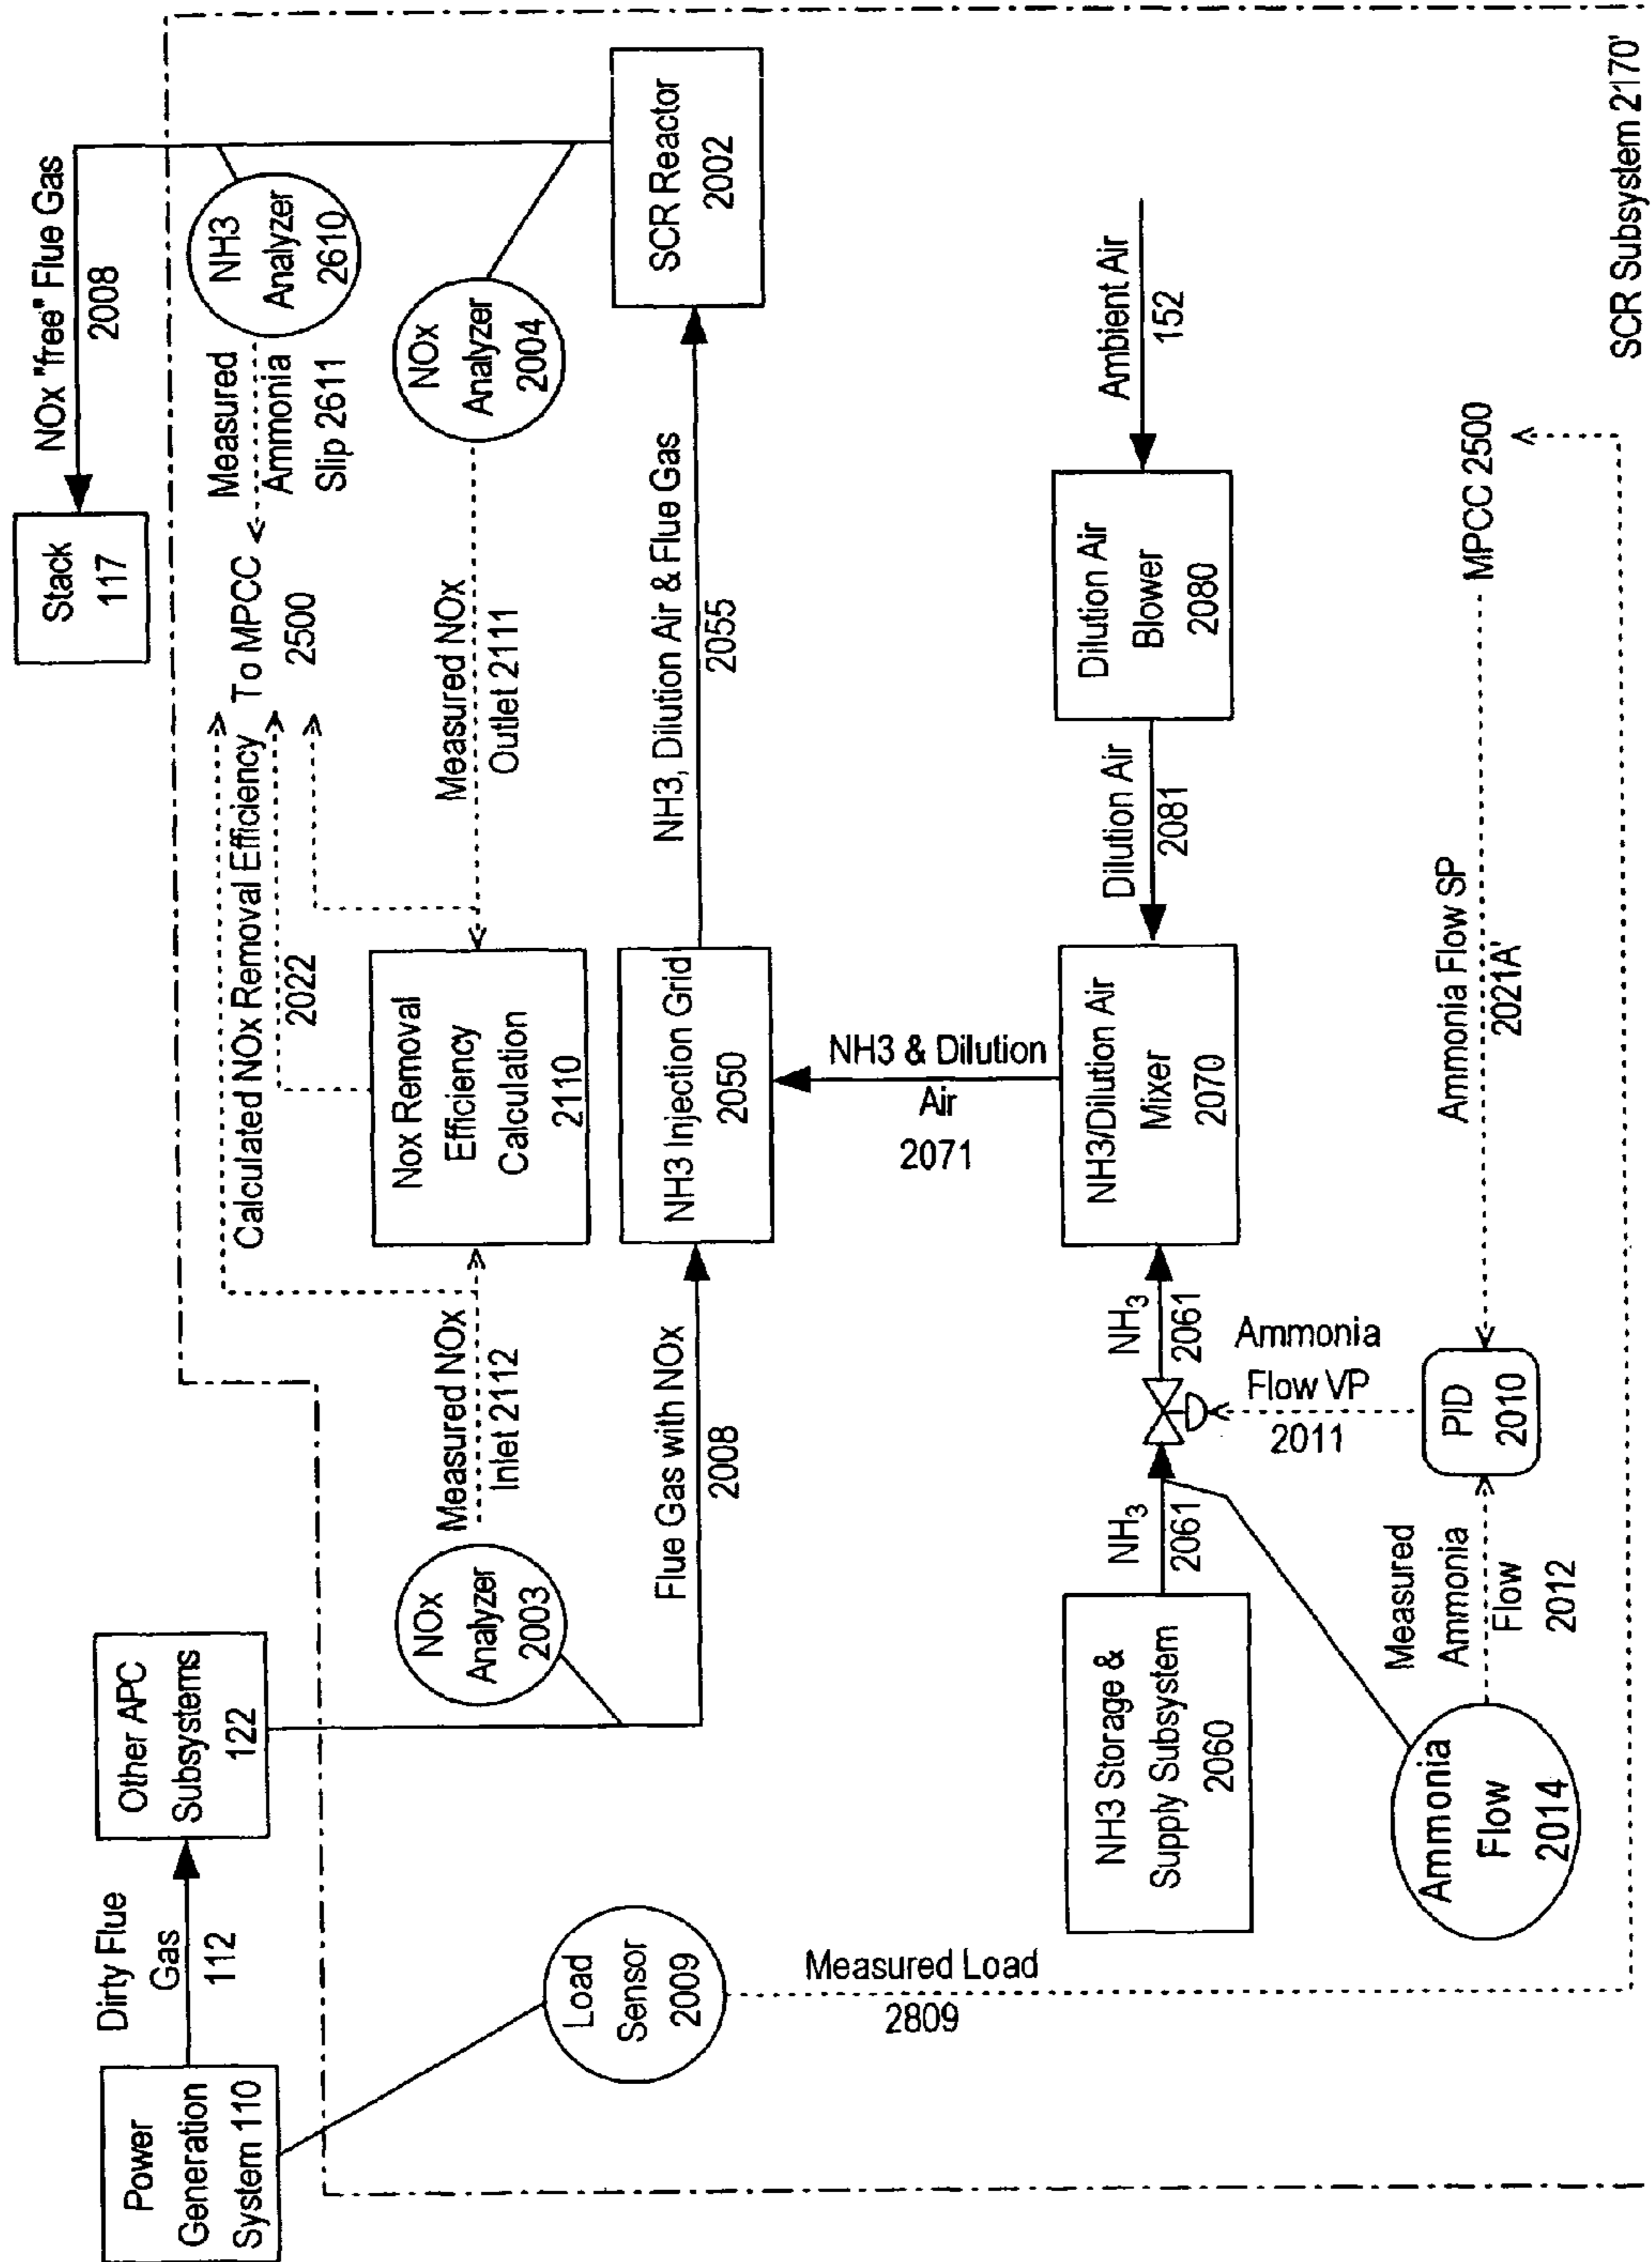 Power
Generation
System 110
Dirty Flue
Gas
112
Other APC
Subsystems
122
Stack
117
NOx "free" Flue Gas
2008
Load
Sensor
2009
Measured Load
2809
NOx
Analyzer
2003
Measured NOx
Inlet 2112
Calculated NOx Removal Efficiency
2022
To MPCC
2500
Measured
Ammonia
Slip 2611
NH3
Analyzer
2610
Nox Removal
Efficiency
Calculation
2110
Measured NOx
Outlet 2111
NOx
Analyzer
2004
Flue Gas with NOx
2008
NH3 Injection Grid
2050
NH3, Dilution Air & Flue Gas
2055
SCR Reactor
2002
NH3 & Dilution
Air
2071
NH3 Storage &
Supply Subsystem
2060
NH₃
2061
NH₃
2061
NH3/Dilution Air
Mixer
2070
Dilution Air
2081
Dilution Air
Blower
2080
Ambient Air
152
Ammonia
Flow VP
2011
Ammonia
Flow
2014
Measured
Ammonia
Flow
2012
PID
2010
Ammonia Flow SP
2021A'
MPCC 2500
SCR Subsystem 2170'